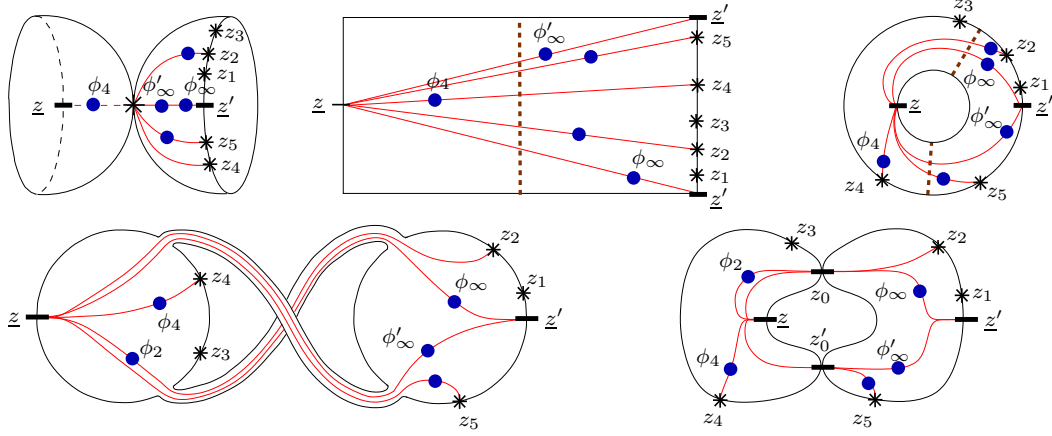 z₃
z₂
z₁
ϕ₄ ϕ′∞ ϕ∞
z z′
z₅
z₄
z′
ϕ′∞ z₅
ϕ₄ z₄
z
z₃
z₂
ϕ∞ z₁
z′
z₃
z₂
ϕ∞ z₁
z z′
ϕ′∞
ϕ₄
z₄ z₅
z₂
z₄ ϕ∞ z₁
z ϕ₄ z′
ϕ′∞
ϕ₂ z₃
z₅
z₃ z₂
ϕ₂
z₀ ϕ∞ z₁
z z′
z′₀
ϕ₄ ϕ′∞
z₄ z₅